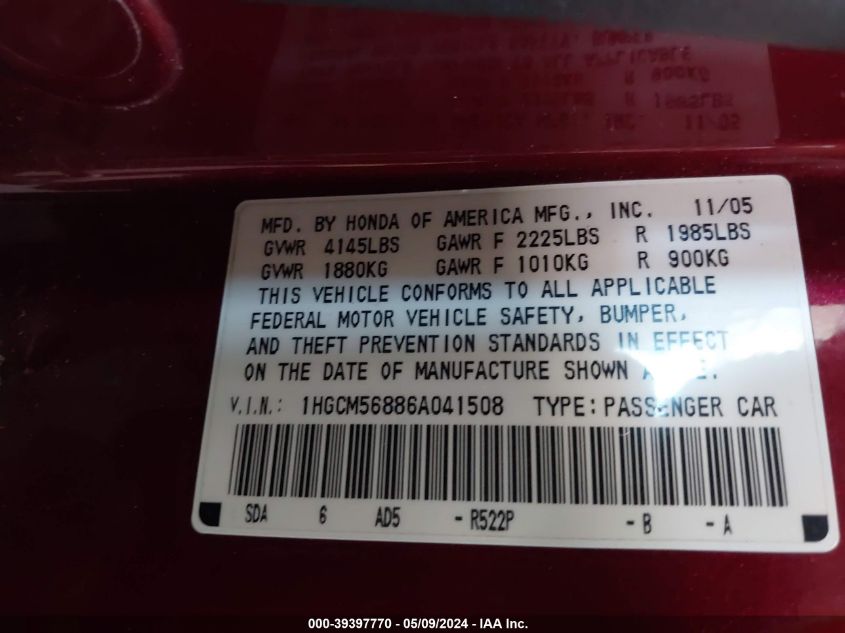 MFD. BY HONDA OF AMERICA MFG., INC. 11/05
GVWR 4145LBS GAWR F 2225LBS R 1985LBS
GVWR 1880KG GAWR F 1010KG R 900KG
THIS VEHICLE CONFORMS TO ALL APPLICABLE
FEDERAL MOTOR VEHICLE SAFETY, BUMPER,
AND THEFT PREVENTION STANDARDS IN EFFECT
ON THE DATE OF MANUFACTURE SHOWN
V.I.N.: 1HGCM56886A041508 TYPE: PASSENGER CAR
SDA 6 AD5 - R522P - B - A
000-39397770 - 05/09/2024 - IAA Inc.